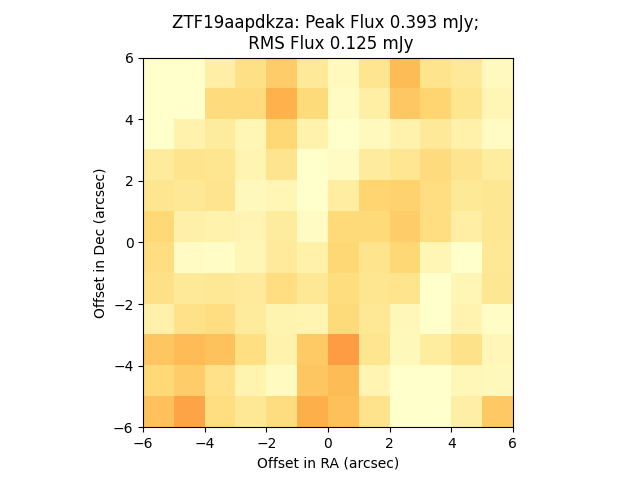 ZTF19aapdkza: Peak Flux 0.393 mJy;
RMS Flux 0.125 mJy
6
4
2
0
−2
−4
−6
Offset in Dec (arcsec)
−6 −4 −2 0 2 4 6
Offset in RA (arcsec)